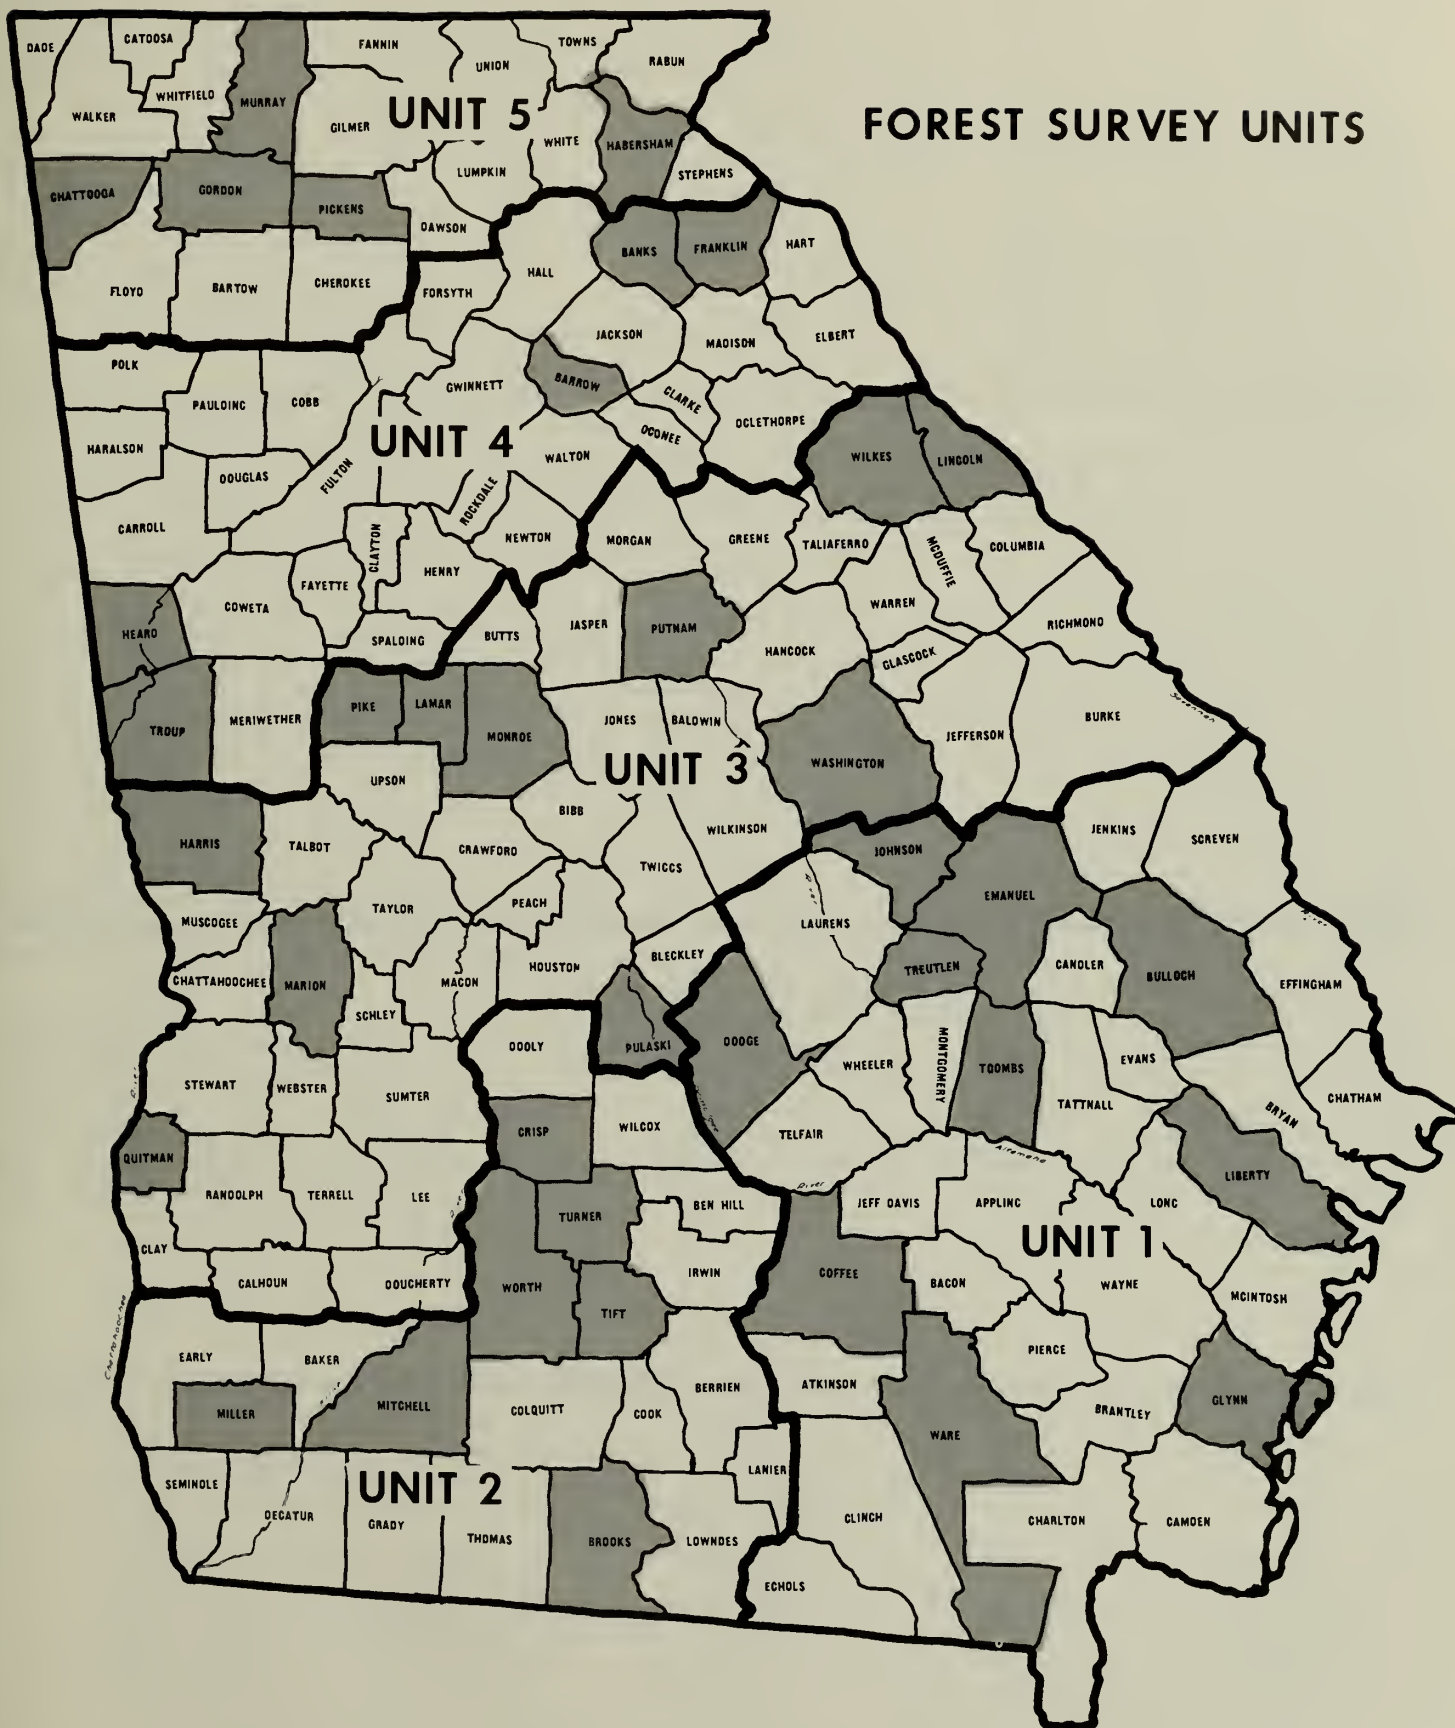 FOREST SURVEY UNITS
DADE
CATOOSA
FANNIN
TOWNS
UNION
RABUN
WHITFIELD
MURRAY
WALKER
GILMER
UNIT 5
WHITE
HABERSHAM
LUMPKIN
STEPHENS
CHATTOOGA
GORDON
PICKENS
DAWSON
BANKS
FRANKLIN
HART
HALL
FLOYD
BARTOW
CHEROKEE
FORSYTH
JACKSON
MADISON
ELBERT
POLK
GWINNETT
BARROW
CLARKE
PAULDING
COBB
OGLETHORPE
OCONEE
UNIT 4
HARALSON
DOUGLAS
FULTON
WALTON
WILKES
LINCOLN
ROCKDALE
CARROLL
CLAYTON
NEWTON
MORGAN
GREENE
TALIAFERRO
MCDUFFIE
COLUMBIA
HENRY
FAYETTE
COWETA
WARREN
HEARD
SPALDING
BUTTS
JASPER
PUTNAM
RICHMOND
HANCOCK
GLASCOCK
TROUP
MERIWETHER
PIKE
LAMAR
MONROE
JONES
BALDWIN
JEFFERSON
BURKE
Savannah
UNIT 3
WASHINGTON
UPSON
BIBB
WILKINSON
HARRIS
TALBOT
CRAWFORD
TWIGGS
JOHNSON
JENKINS
SCREVEN
MUSCOGEE
TAYLOR
PEACH
LAURENS
EMANUEL
River
BLECKLEY
HOUSTON
TREUTLEN
CANDLER
BULLOCH
EFFINGHAM
CHATTAHOOCHEE
MARION
MACON
SCHLEY
DOOLY
PULASKI
DODGE
WHEELER
MONTGOMERY
TOOMBS
EVANS
STEWART
WEBSTER
SUMTER
River
TATTNALL
BRYAN
CHATHAM
CRISP
WILCOX
TELFAIR
QUITMAN
Altamaha
River
LIBERTY
RANDOLPH
TERRELL
LEE
TURNER
BEN HILL
JEFF DAVIS
APPLING
LONG
CLAY
UNIT 1
CALHOUN
DOUGHERTY
WORTH
IRWIN
COFFEE
BACON
WAYNE
MCINTOSH
Chattahoochee
TIFT
EARLY
BAKER
PIERCE
MILLER
MITCHELL
COLQUITT
COOK
BERRIEN
ATKINSON
WARE
BRANTLEY
GLYNN
SEMINOLE
UNIT 2
LANIER
DECATUR
GRADY
THOMAS
BROOKS
LOWNDES
CLINCH
CHARLTON
CAMDEN
ECHOLS